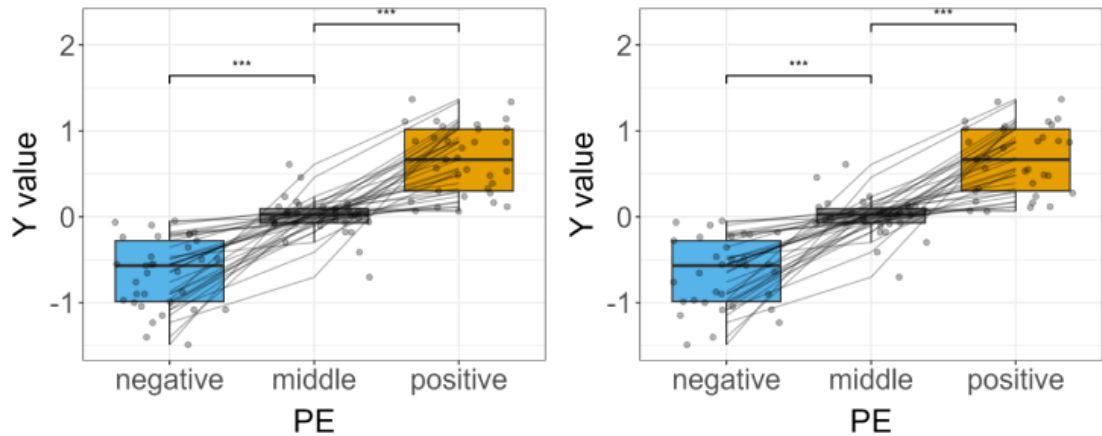 ***
***
2
1
0
-1
Y value
negative middle positive
PE
***
***
2
1
0
-1
Y value
negative middle positive
PE